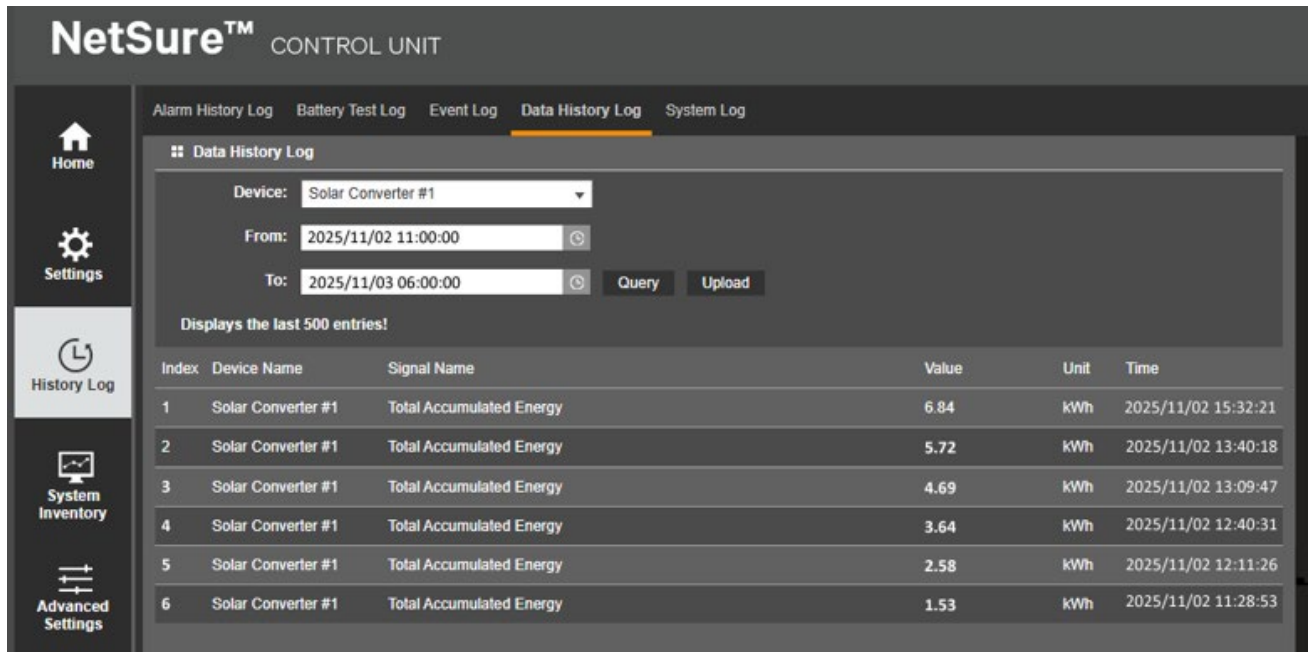 NetSure™ CONTROL UNIT
Alarm History Log Battery Test Log Event Log Data History Log System Log
Home
Settings
History Log
System
Inventory
Advanced
Settings
Data History Log
Device: Solar Converter #1
From: 2025/11/02 11:00:00
To: 2025/11/03 06:00:00 Query Upload
Displays the last 500 entries!
Index Device Name Signal Name Value Unit Time
1 Solar Converter #1 Total Accumulated Energy 6.84 kWh 2025/11/02 15:32:21
2 Solar Converter #1 Total Accumulated Energy 5.72 kWh 2025/11/02 13:40:18
3 Solar Converter #1 Total Accumulated Energy 4.69 kWh 2025/11/02 13:09:47
4 Solar Converter #1 Total Accumulated Energy 3.64 kWh 2025/11/02 12:40:31
5 Solar Converter #1 Total Accumulated Energy 2.58 kWh 2025/11/02 12:11:26
6 Solar Converter #1 Total Accumulated Energy 1.53 kWh 2025/11/02 11:28:53